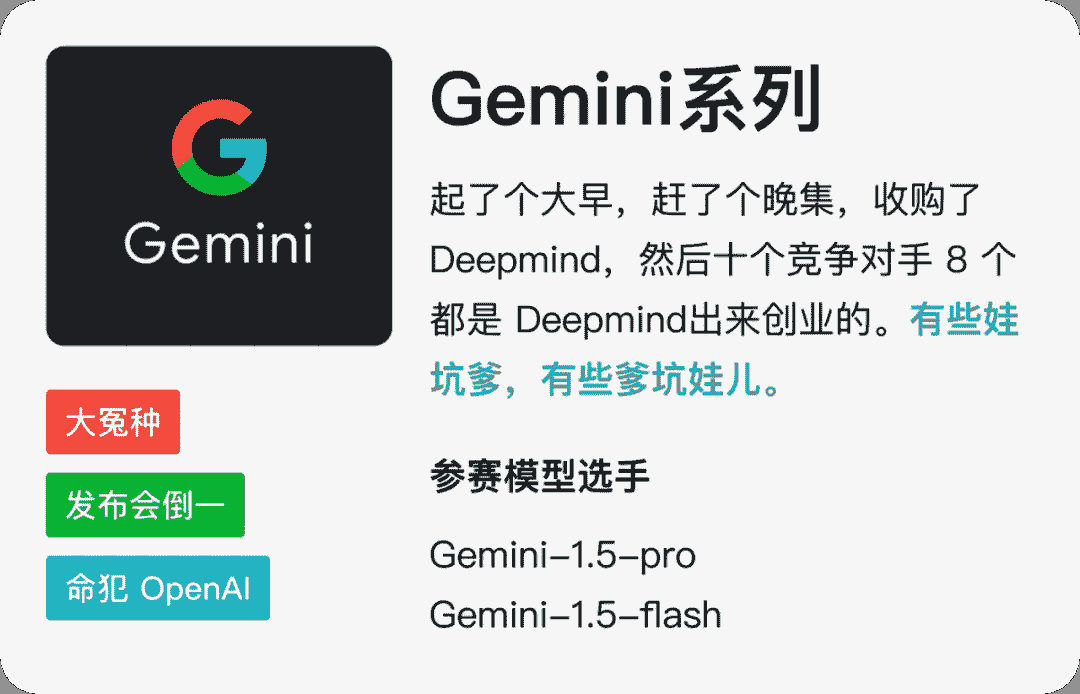 Gemini
大冤种
发布会倒一
命犯 OpenAI
Gemini系列
起了个大早，赶了个晚集，收购了
Deepmind，然后十个竞争对手 8 个
都是 Deepmind出来创业的。有些娃
坑爹，有些爹坑娃儿。
参赛模型选手
Gemini-1.5-pro
Gemini-1.5-flash